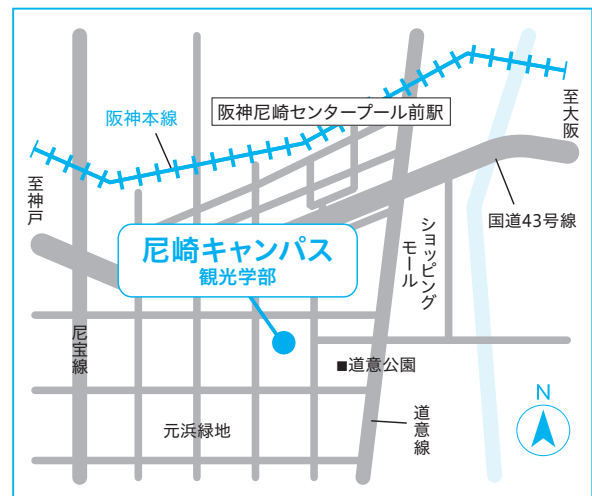 阪神本線
阪神尼崎センタープール前駅
至大阪
至神戸
国道43号線
尼崎キャンパス
観光学部
ショッピング
モール
尼宝線
■道意公園
元浜緑地
道意線
N